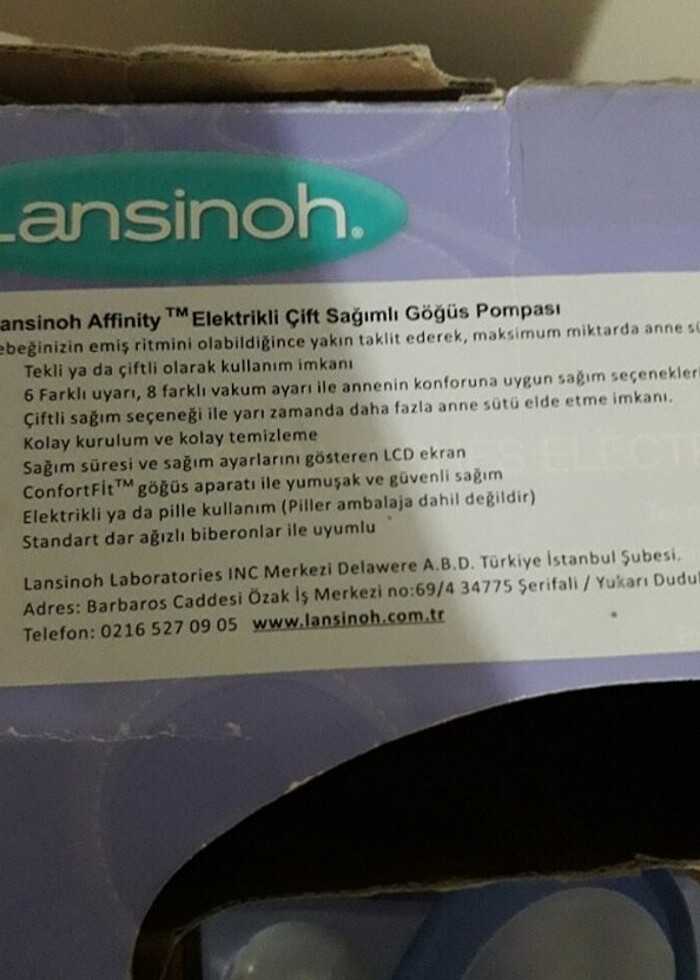 Lansinoh.®
ansinoh Affinity ™ Elektrikli Çift Sağımlı Göğüs Pompası
ebeğinizin emiş ritmini olabildiğince yakın taklit ederek, maksimum miktarda anne sü
Tekli ya da çiftli olarak kullanım imkanı
6 Farklı uyarı, 8 farklı vakum ayarı ile annenin konforuna uygun sağım seçenekleri
Çiftli sağım seçeneği ile yarı zamanda daha fazla anne sütü elde etme imkanı.
Kolay kurulum ve kolay temizleme
Sağım süresi ve sağım ayarlarını gösteren LCD ekran
ConfortFİt™ göğüs aparatı ile yumuşak ve güvenli sağım
Elektrikli ya da pille kullanım (Piller ambalaja dahil değildir)
Standart dar ağızlı biberonlar ile uyumlu
Lansinoh Laboratories INC Merkezi Delawere A.B.D. Türkiye İstanbul Şubesi.
Adres: Barbaros Caddesi Özak İş Merkezi no:69/4 34775 Şerifali / Yukarı Dudul
Telefon: 0216 527 09 05 www.lansinoh.com.tr